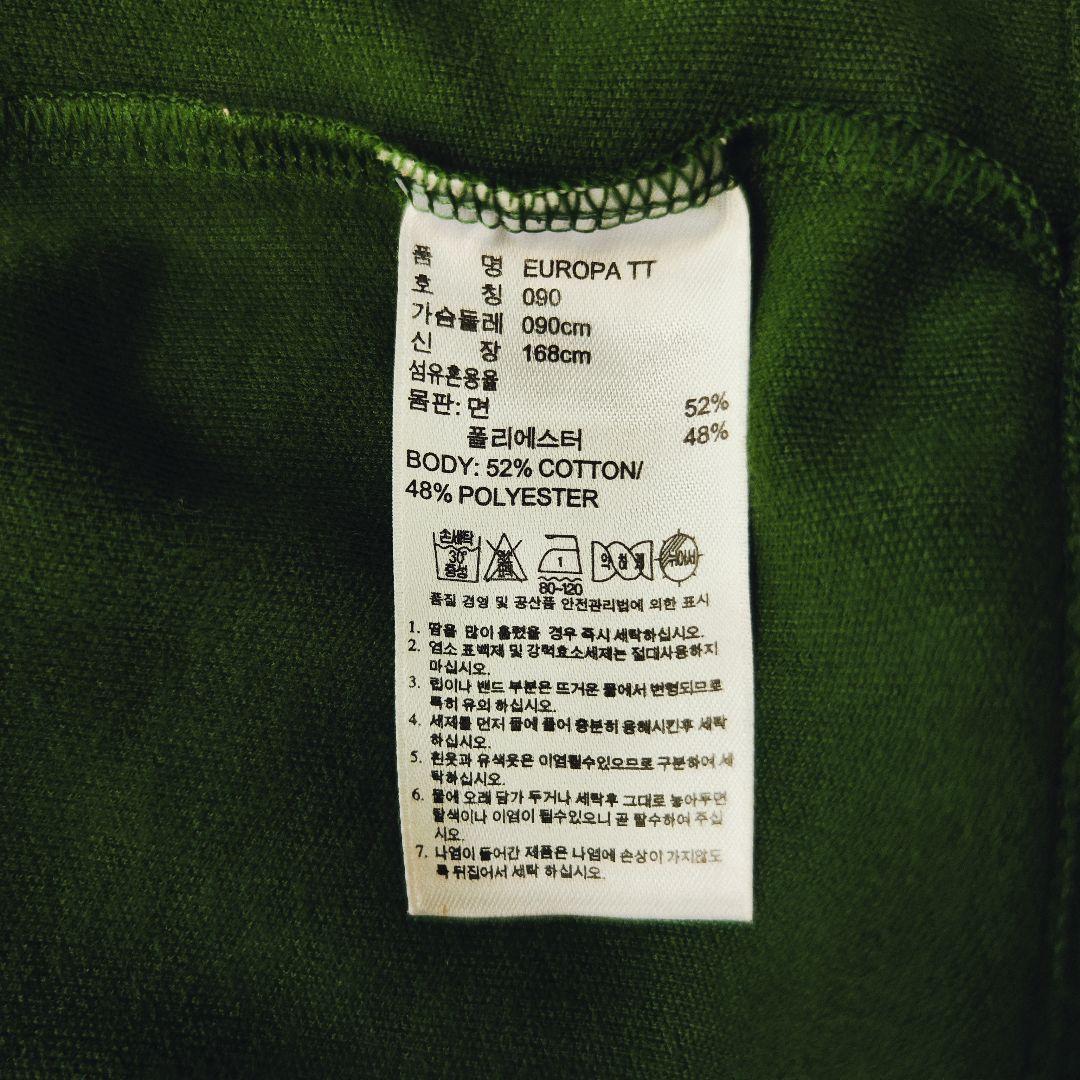 품 명 EUROPA TT
호 칭 090
가슴둘레 090cm
신 장 168cm
섬유혼용율
몸판: 면 52%
폴리에스터 48%
BODY: 52% COTTON/
48% POLYESTER
손세탁
30°
중성
1
80~120
약하게
뉘어서
품질 경영 및 공산품 안전관리법에 의한 표시
1. 땀을 많이 흘렸을 경우 즉시 세탁하십시오.
2. 염소 표백제 및 강력효소세제는 절대사용하지
마십시오.
3. 립이나 밴드 부분은 뜨거운 물에서 변형되므로
특히 유의 하십시오.
4. 세제를 먼저 물에 풀어 충분히 용해시킨후 세탁
하십시오.
5. 흰옷과 유색옷은 이염될수있으므로 구분하여 세
탁하십시오.
6. 물에 오래 담가 두거나 세탁후 그대로 놓아두면
탈색이나 이염이 될수있으니 곧 탈수하여 주십
시오.
7. 나염이 들어간 제품은 나염에 손상이 가지않도
록 뒤집어서 세탁 하십시오.